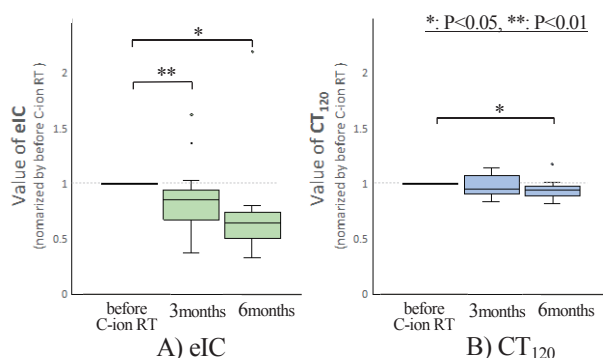 *: P<0.05, **: P<0.01
*
**
2
1.5
1
0.5
0
Value of eIC
(nomarized by before C-ion RT )
before
C-ion RT
3months
6months
A) eIC
*
2
1.5
1
0.5
0
Value of CT120
(nomarized by before C-ion RT )
before
C-ion RT
3months
6months
B) CT120